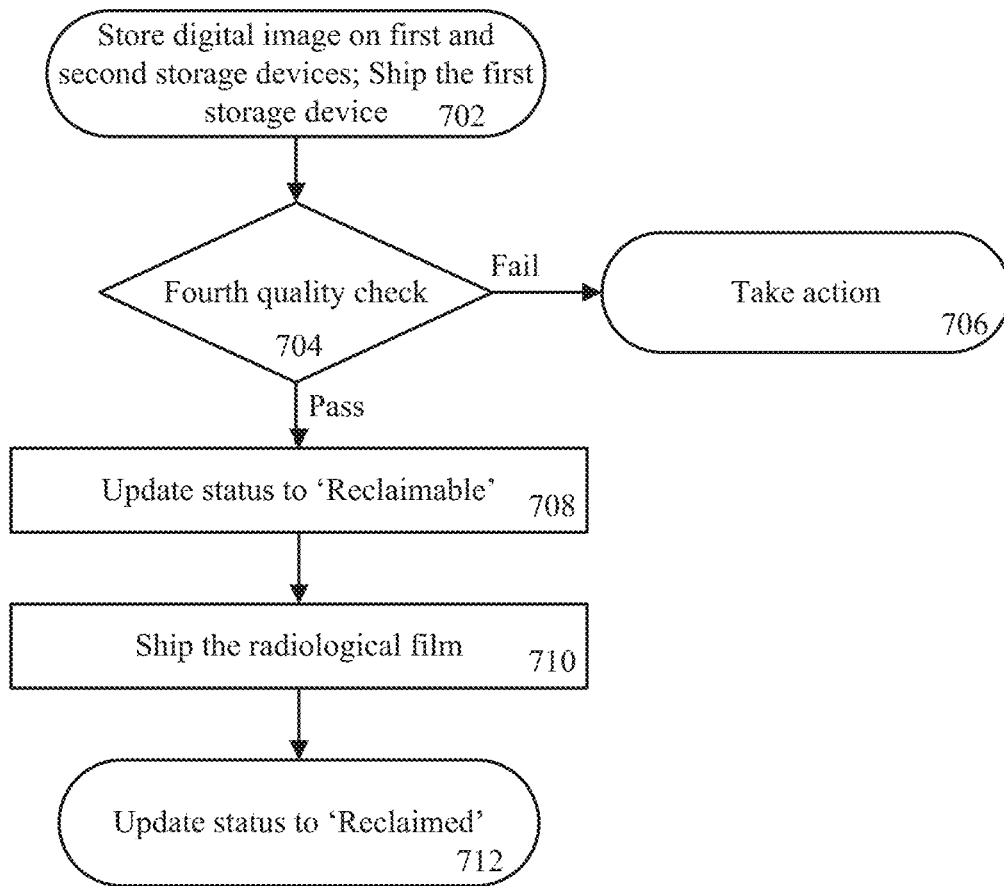 Store digital image on first and
second storage devices; Ship the first
storage device
702
Fourth quality check
704
Fail
Take action
706
Pass
Update status to ‘Reclaimable’
708
Ship the radiological film
710
Update status to ‘Reclaimed’
712